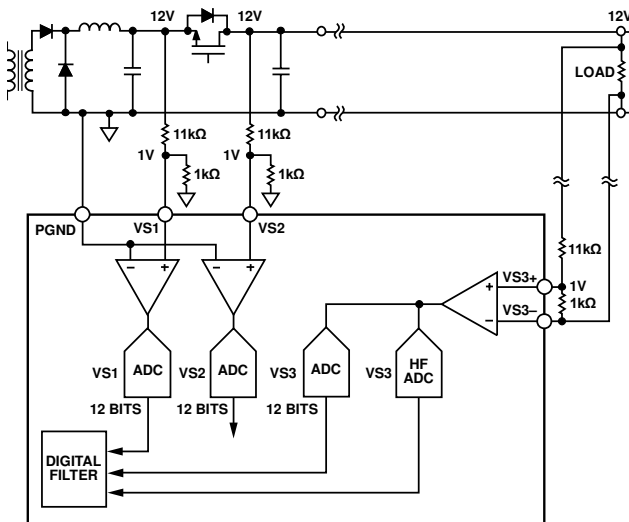 12V
12V
12V
LOAD
11kΩ
11kΩ
1V
1V
1kΩ
1kΩ
PGND
VS1
VS2
11kΩ
VS3+
1V
1kΩ
VS3–
–
+
–
+
+
–
VS1
ADC
VS2
ADC
VS3
ADC
VS3
HF
ADC
12 BITS
12 BITS
12 BITS
DIGITAL
FILTER